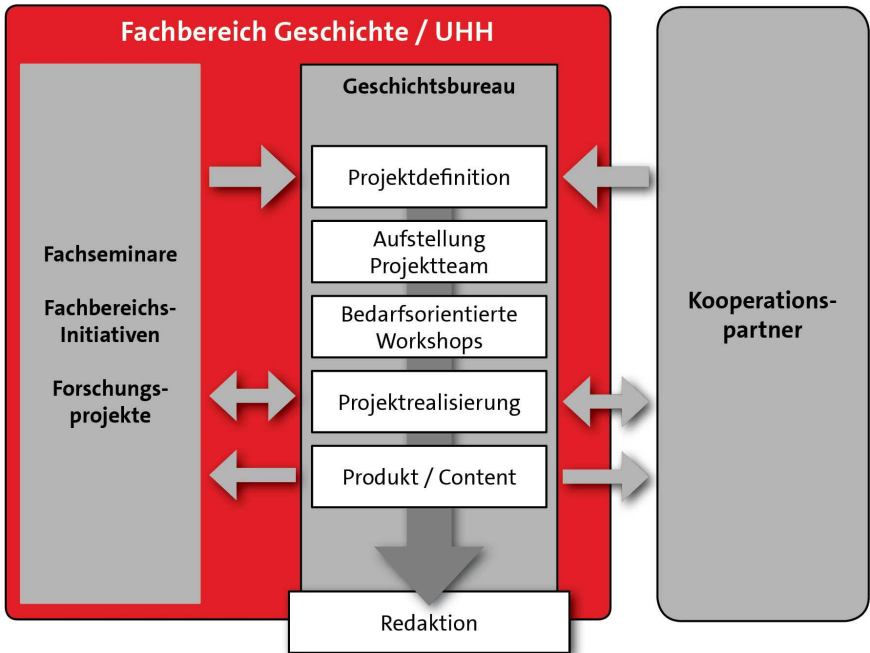 Fachbereich Geschichte / UHH
Fachseminare
Fachbereichs-
Initiativen
Forschungs-
projekte
Geschichtsbureau
Projektdefinition
Aufstellung
Projektteam
Bedarfsorientierte
Workshops
Projektrealisierung
Produkt / Content
Redaktion
Kooperations-
partner